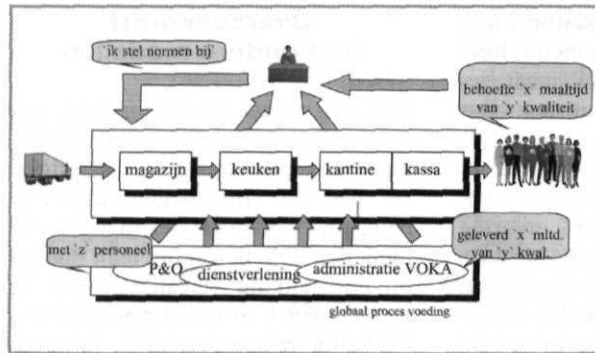 'ik stel normen bij'
behoefte 'x' maaltijd
van 'y' kwaliteit
magazijn
keuken
kantine
kassa
met 'z' personeel
geleverd 'x' mltd.
van 'y' kwal.
P&O
dienstverlening
administratie VOKA
globaal proces voeding